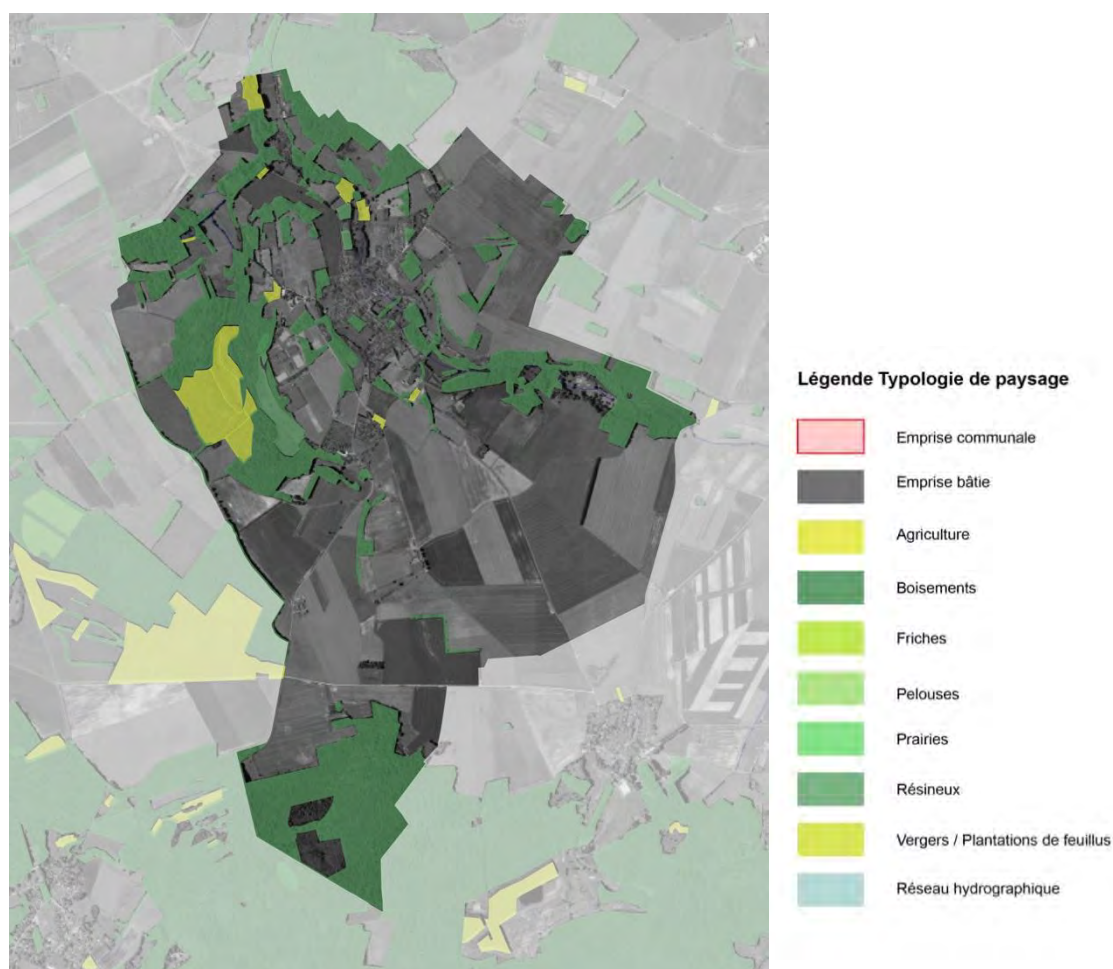 Légende Typologie de paysage
Emprise communale
Emprise bâtie
Agriculture
Boisements
Friches
Pelouses
Prairies
Résineux
Vergers / Plantations de feuillus
Réseau hydrographique